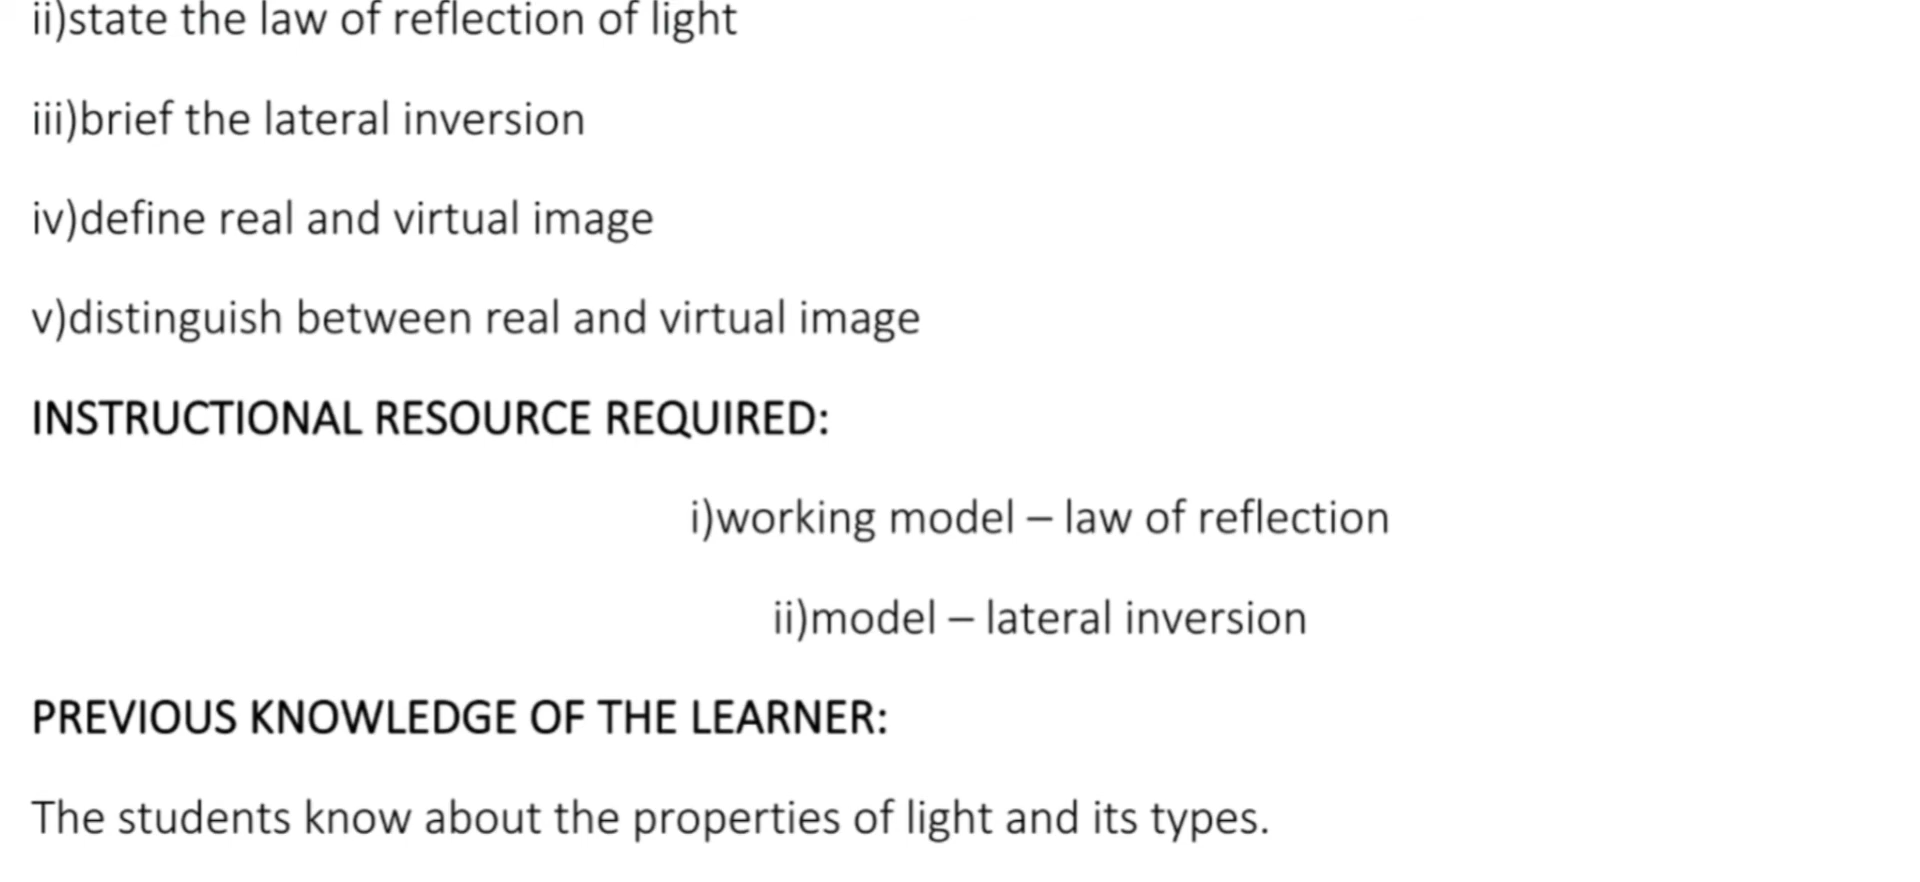 ii)state the law of reflection of light
iii)brief the lateral inversion
iv)define real and virtual image
v)distinguish between real and virtual image
INSTRUCTIONAL RESOURCE REQUIRED:
i)working model – law of reflection
ii)model – lateral inversion
PREVIOUS KNOWLEDGE OF THE LEARNER:
The students know about the properties of light and its types.